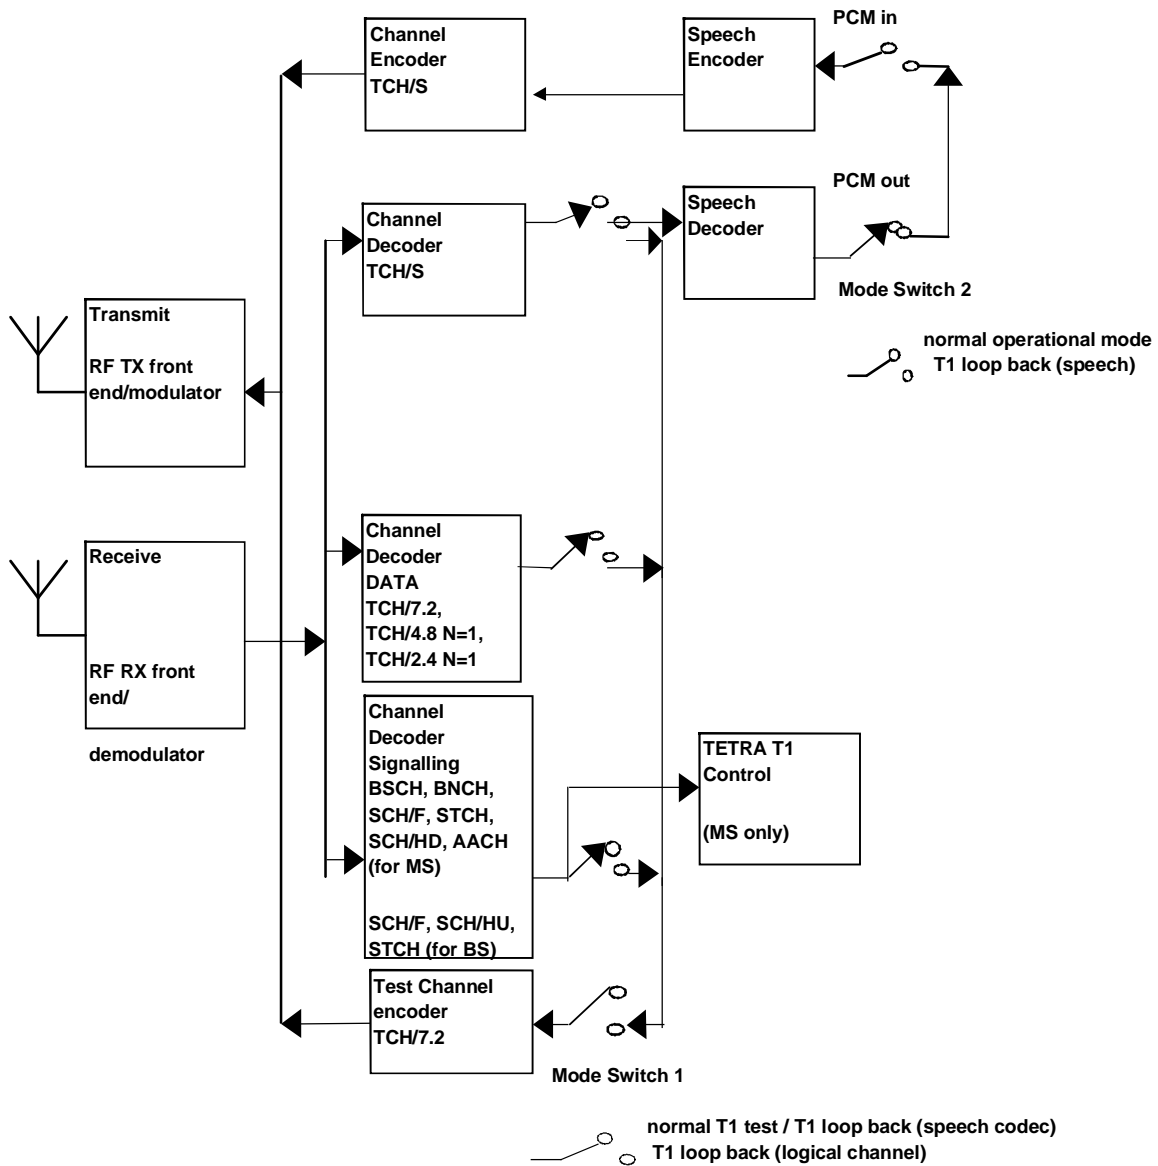 PCM in
Channel
Encoder
TCH/S
Speech
Encoder
PCM out
Channel
Decoder
TCH/S
Speech
Decoder
Mode Switch 2
normal operational mode
T1 loop back (speech)
Transmit
RF TX front
end/modulator
Receive
RF RX front
end/
demodulator
Channel
Decoder
DATA
TCH/7.2,
TCH/4.8 N=1,
TCH/2.4 N=1
Channel
Decoder
Signalling
BSCH, BNCH,
SCH/F, STCH,
SCH/HD, AACH
(for MS)
SCH/F, SCH/HU,
STCH (for BS)
TETRA T1
Control
(MS only)
Test Channel
encoder
TCH/7.2
Mode Switch 1
normal T1 test / T1 loop back (speech codec)
T1 loop back (logical channel)